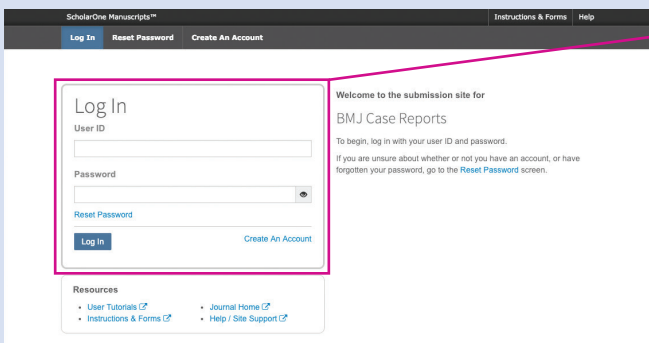 ScholarOne Manuscripts™
Instructions & Forms Help
Log In Reset Password Create An Account
Log In
User ID
Password
Reset Password
Log In Create An Account
Welcome to the submission site for
BMJ Case Reports
To begin, log in with your user ID and password.
If you are unsure about whether or not you have an account, or have
forgotten your password, go to the Reset Password screen.
Resources
• User Tutorials
• Instructions & Forms
• Journal Home
• Help / Site Support